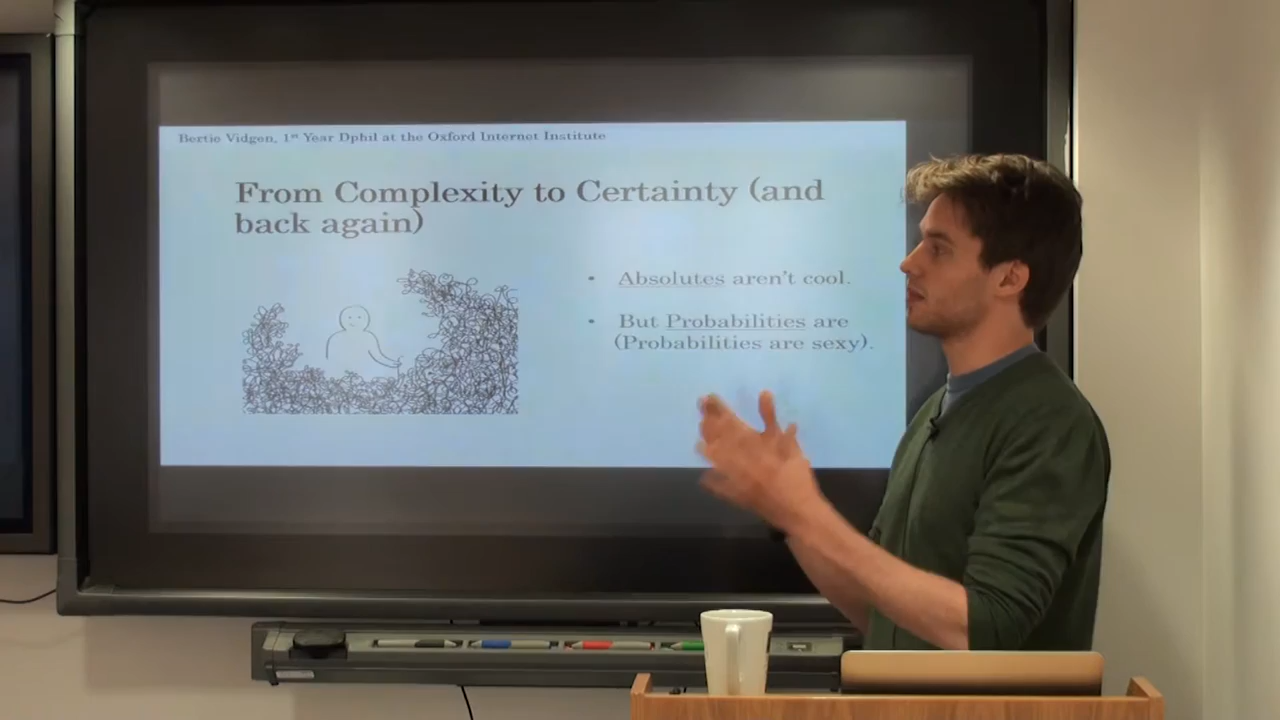 Bertie Vidgen, 1st Year Dphil at the Oxford Internet Institute
From Complexity to Certainty (and
back again)
• Absolutes aren't cool.
• But Probabilities are
(Probabilities are sexy).